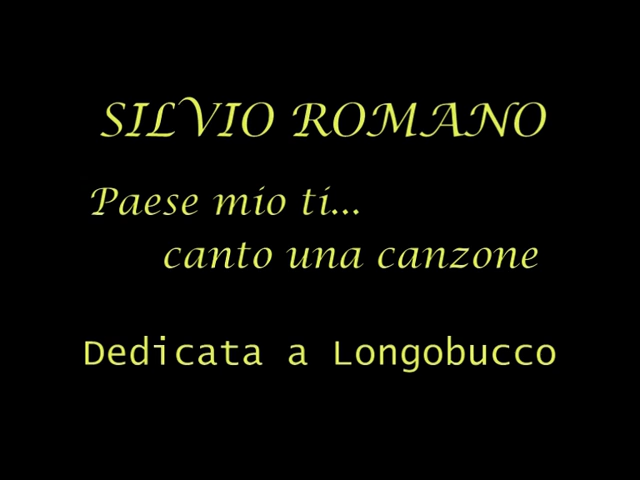 SILVIO ROMANO
Paese mio ti...
canto una canzone
Dedicata a Longobucco